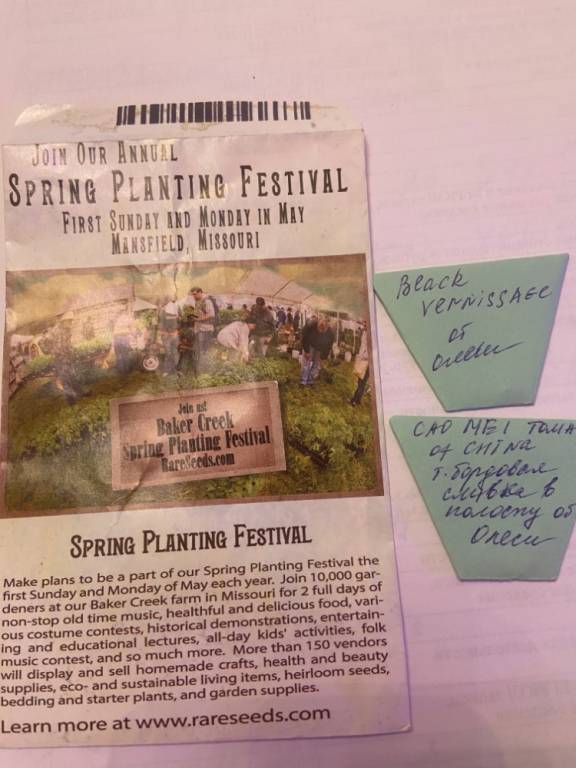 JOIN OUR ANNUAL
SPRING PLANTING FESTIVAL
FIRST SUNDAY AND MONDAY IN MAY
MANSFIELD, MISSOURI
Join us!
Baker Creek
Spring Planting Festival
RareSeeds.com
SPRING PLANTING FESTIVAL
Make plans to be a part of our Spring Planting Festival the
first Sunday and Monday of May each year. Join 10,000 gar-
deners at our Baker Creek farm in Missouri for 2 full days of
non-stop old time music, healthful and delicious food, vari-
ous costume contests, historical demonstrations, entertain-
ing and educational lectures, all-day kids' activities, folk
music contest, and so much more. More than 150 vendors
will display and sell homemade crafts, health and beauty
supplies, eco- and sustainable living items, heirloom seeds,
bedding and starter plants, and garden supplies.
Learn more at www.rareseeds.com
Black
VERNISSAGE
от
Олеси
CAO MEI TOMA
of CHINA
т. бордовая
сливка в
полоску от
Олеси